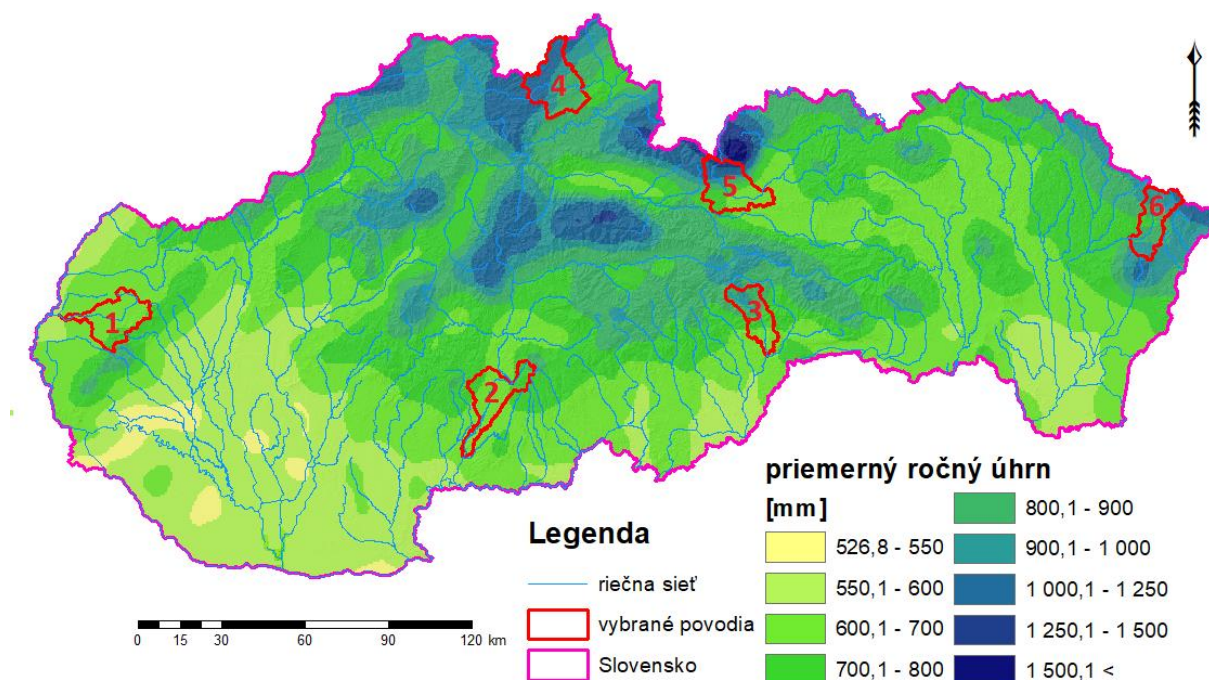 4
5
6
3
1
2
priemerný ročný úhrn
[mm]
526,8 - 550
550,1 - 600
600,1 - 700
700,1 - 800
800,1 - 900
900,1 - 1 000
1 000,1 - 1 250
1 250,1 - 1 500
1 500,1 <
Legenda
riečna sieť
vybrané povodia
Slovensko
0 15 30 60 90 120 km